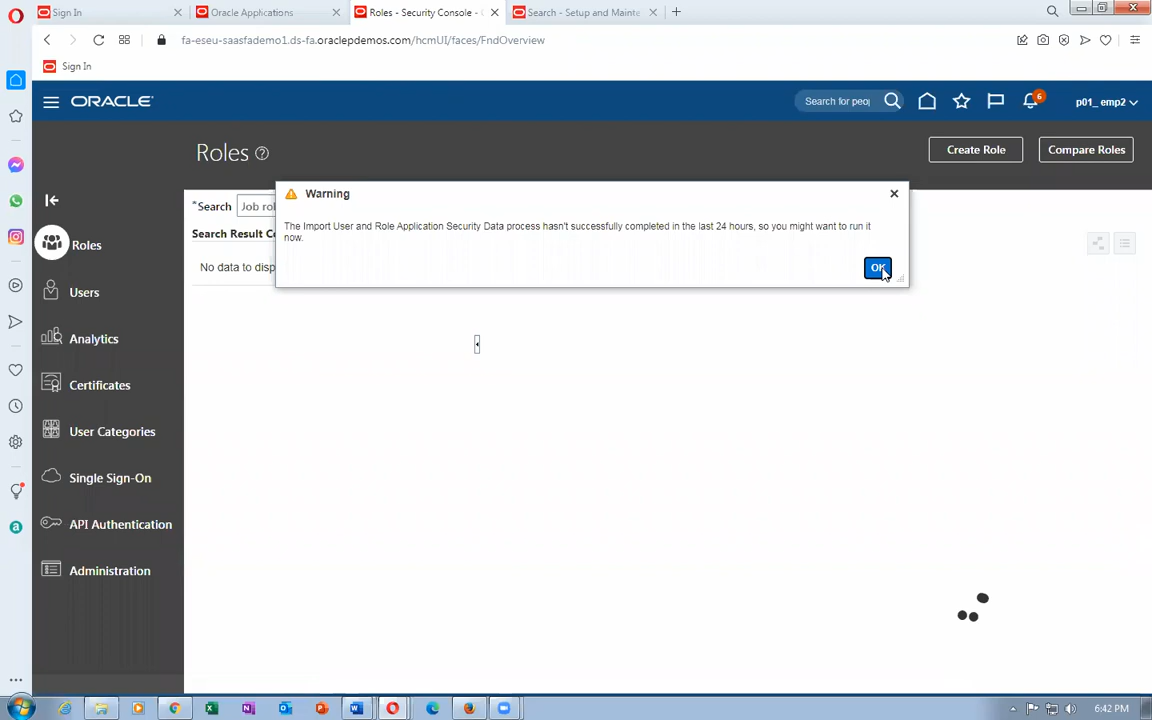 Sign In
Oracle Applications
Roles - Security Console -
Search - Setup and Mainte
fa-eseu-saasfademo1.ds-fa.oraclepdemos.com/hcmUI/faces/FndOverview
Sign In
ORACLE
Search for peop
6
p01_ emp2
Roles
Create Role
Compare Roles
Warning
*Search
Job rol
The Import User and Role Application Security Data process hasn't successfully completed in the last 24 hours, so you might want to run it
now.
Search Result Co
Roles
No data to disp
OK
Users
Analytics
Certificates
User Categories
Single Sign-On
API Authentication
Administration
6:42 PM